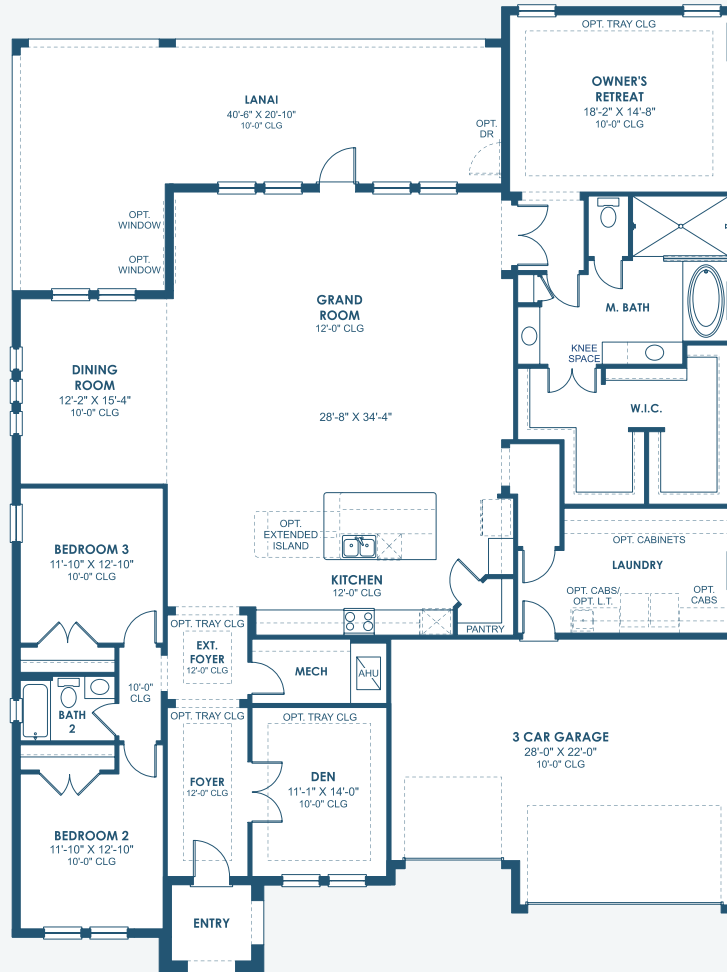 OPT. TRAY CLG
OWNER'S
RETREAT
18'-2" X 14'-8"
10'-0" CLG
LANAI
40'-6" X 20'-10"
10'-0" CLG
OPT.
DR
OPT.
WINDOW
OPT.
WINDOW
GRAND
ROOM
12'-0" CLG
M. BATH
KNEE
SPACE
DINING
ROOM
12'-2" X 15'-4"
10'-0" CLG
28'-8" X 34'-4"
W.I.C.
OPT.
EXTENDED
ISLAND
BEDROOM 3
11'-10" X 12'-10"
10'-0" CLG
KITCHEN
12'-0" CLG
OPT. CABINETS
LAUNDRY
OPT. CABS/
OPT. L.T.
OPT.
CABS
PANTRY
OPT. TRAY CLG
EXT.
FOYER
12'-0" CLG
MECH
AHU
10'-0"
CLG
BATH
2
OPT. TRAY CLG
OPT. TRAY CLG
FOYER
12'-0" CLG
DEN
11'-1" X 14'-0"
10'-0" CLG
3 CAR GARAGE
28'-0" X 22'-0"
10'-0" CLG
BEDROOM 2
11'-10" X 12'-10"
10'-0" CLG
ENTRY